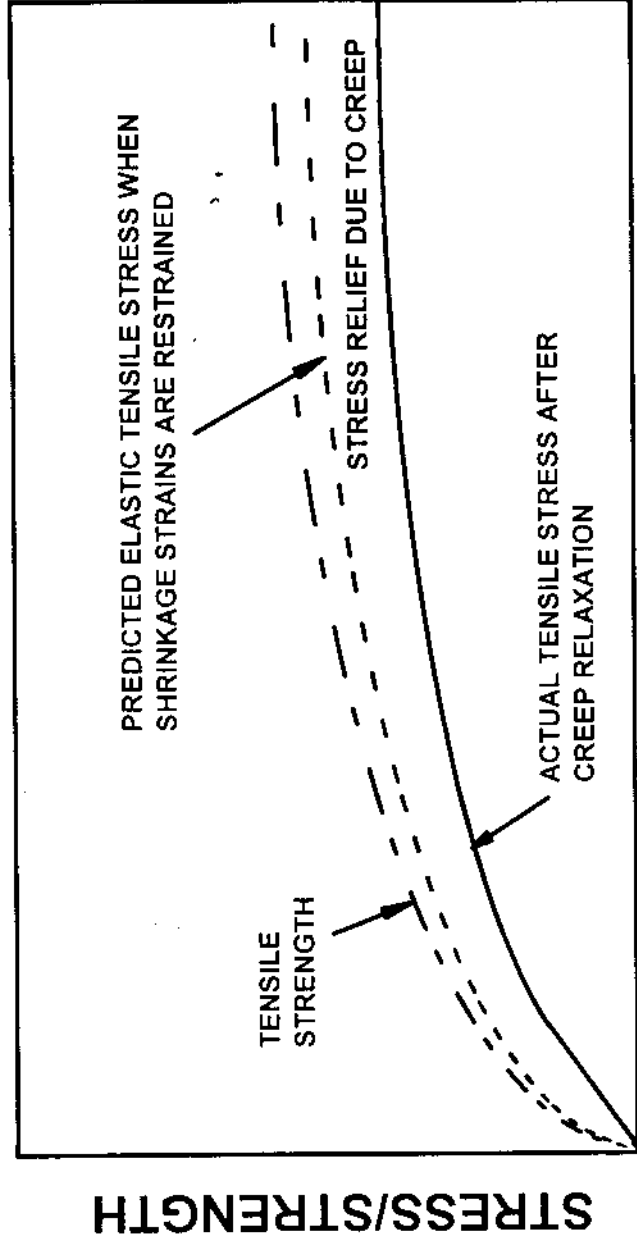 STRESS/STRENGTH
TENSILE
STRENGTH
PREDICTED ELASTIC TENSILE STRESS WHEN
SHRINKAGE STRAINS ARE RESTRAINED
STRESS RELIEF DUE TO CREEP
ACTUAL TENSILE STRESS AFTER
CREEP RELAXATION